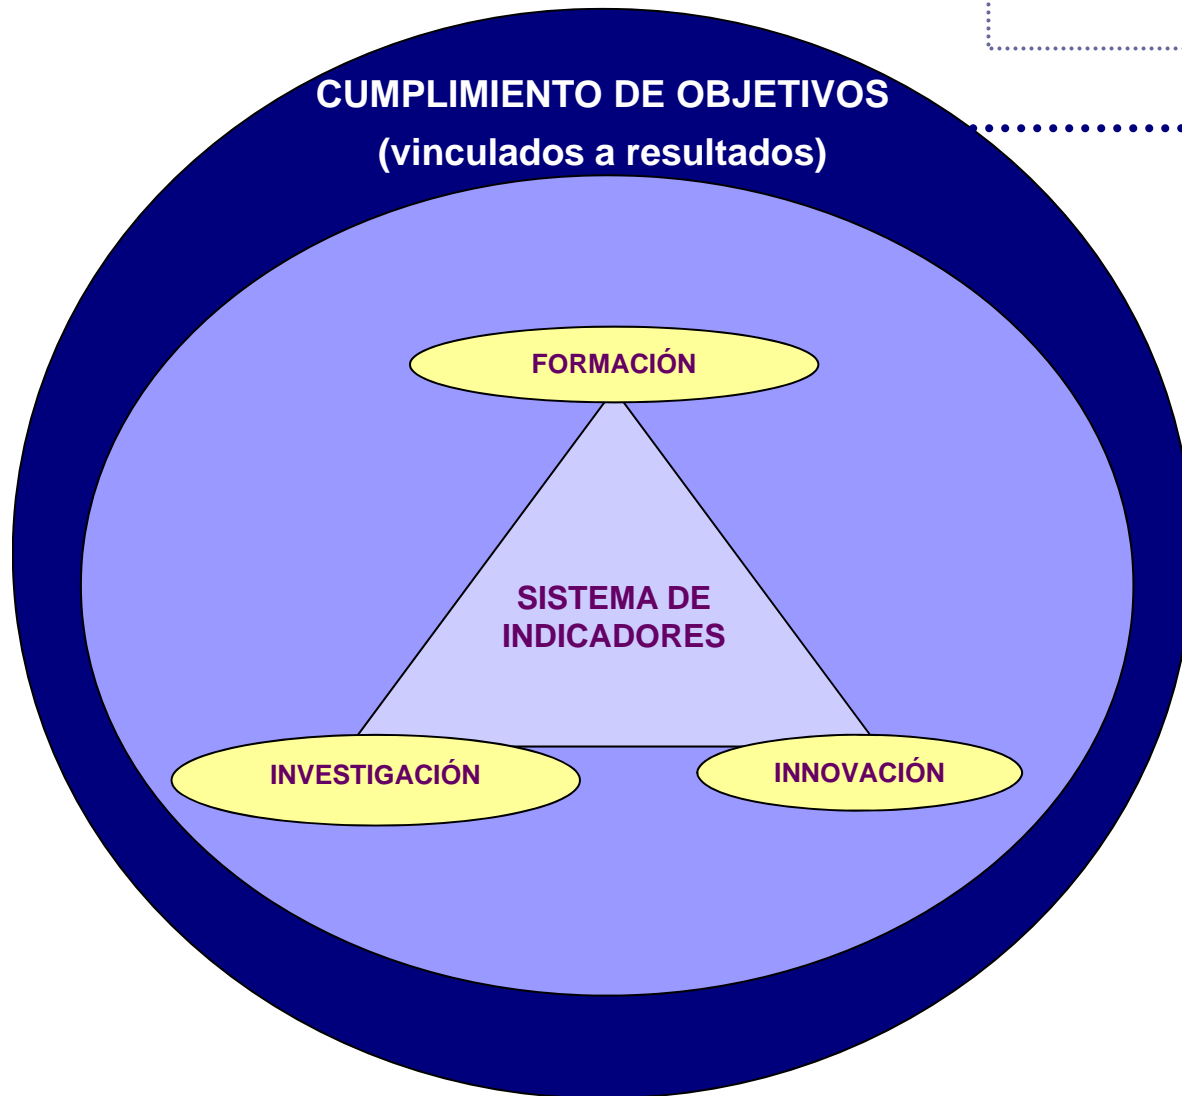 CUMPLIMIENTO DE OBJETIVOS
(vinculados a resultados)
FORMACIÓN
SISTEMA DE
INDICADORES
INVESTIGACIÓN
INNOVACIÓN